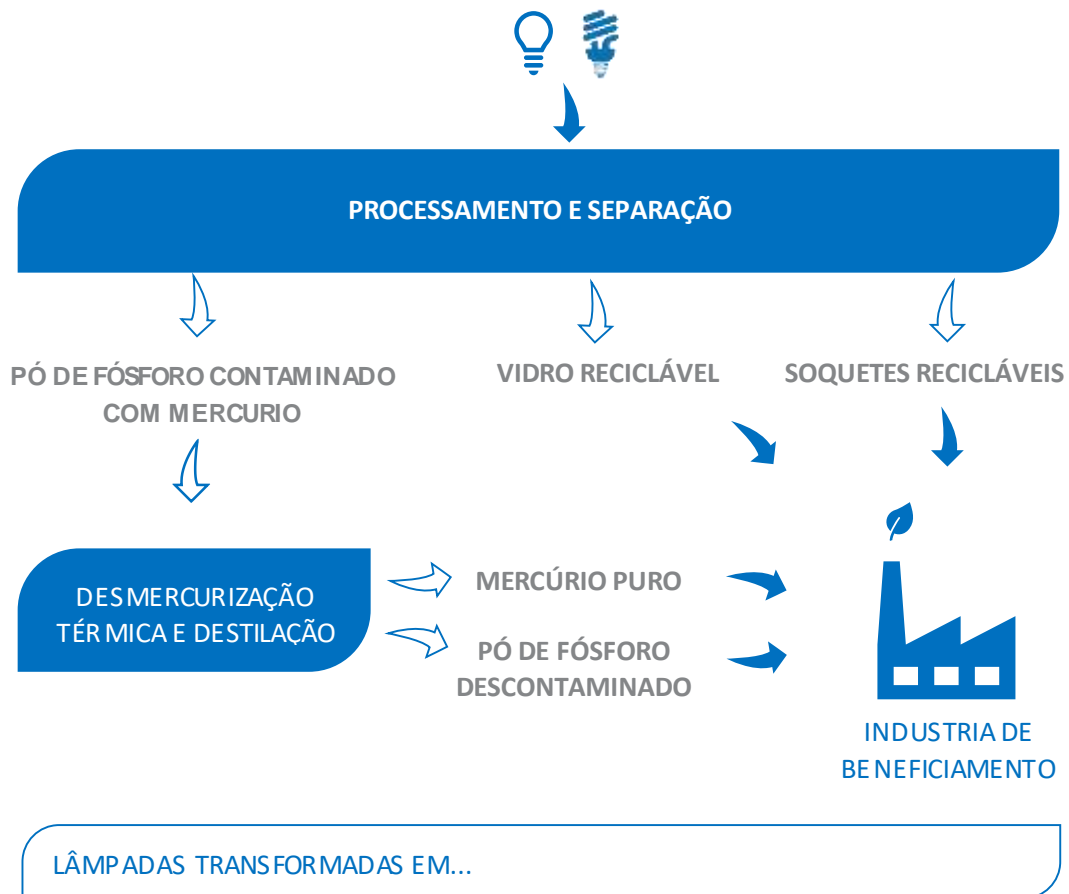 PROCESSAMENTO E SEPARAÇÃO
PÓ DE FÓSFORO CONTAMINADO
COM MERCURIO
VIDRO RECICLÁVEL
SOQUETES RECICLÁVEIS
DESMERCURIZAÇÃO
TÉRMICA E DESTILAÇÃO
MERCÚRIO PURO
PÓ DE FÓSFORO
DESCONTAMINADO
INDUSTRIA DE
BENEFICIAMENTO
LÂMPADAS TRANSFORMADAS EM...